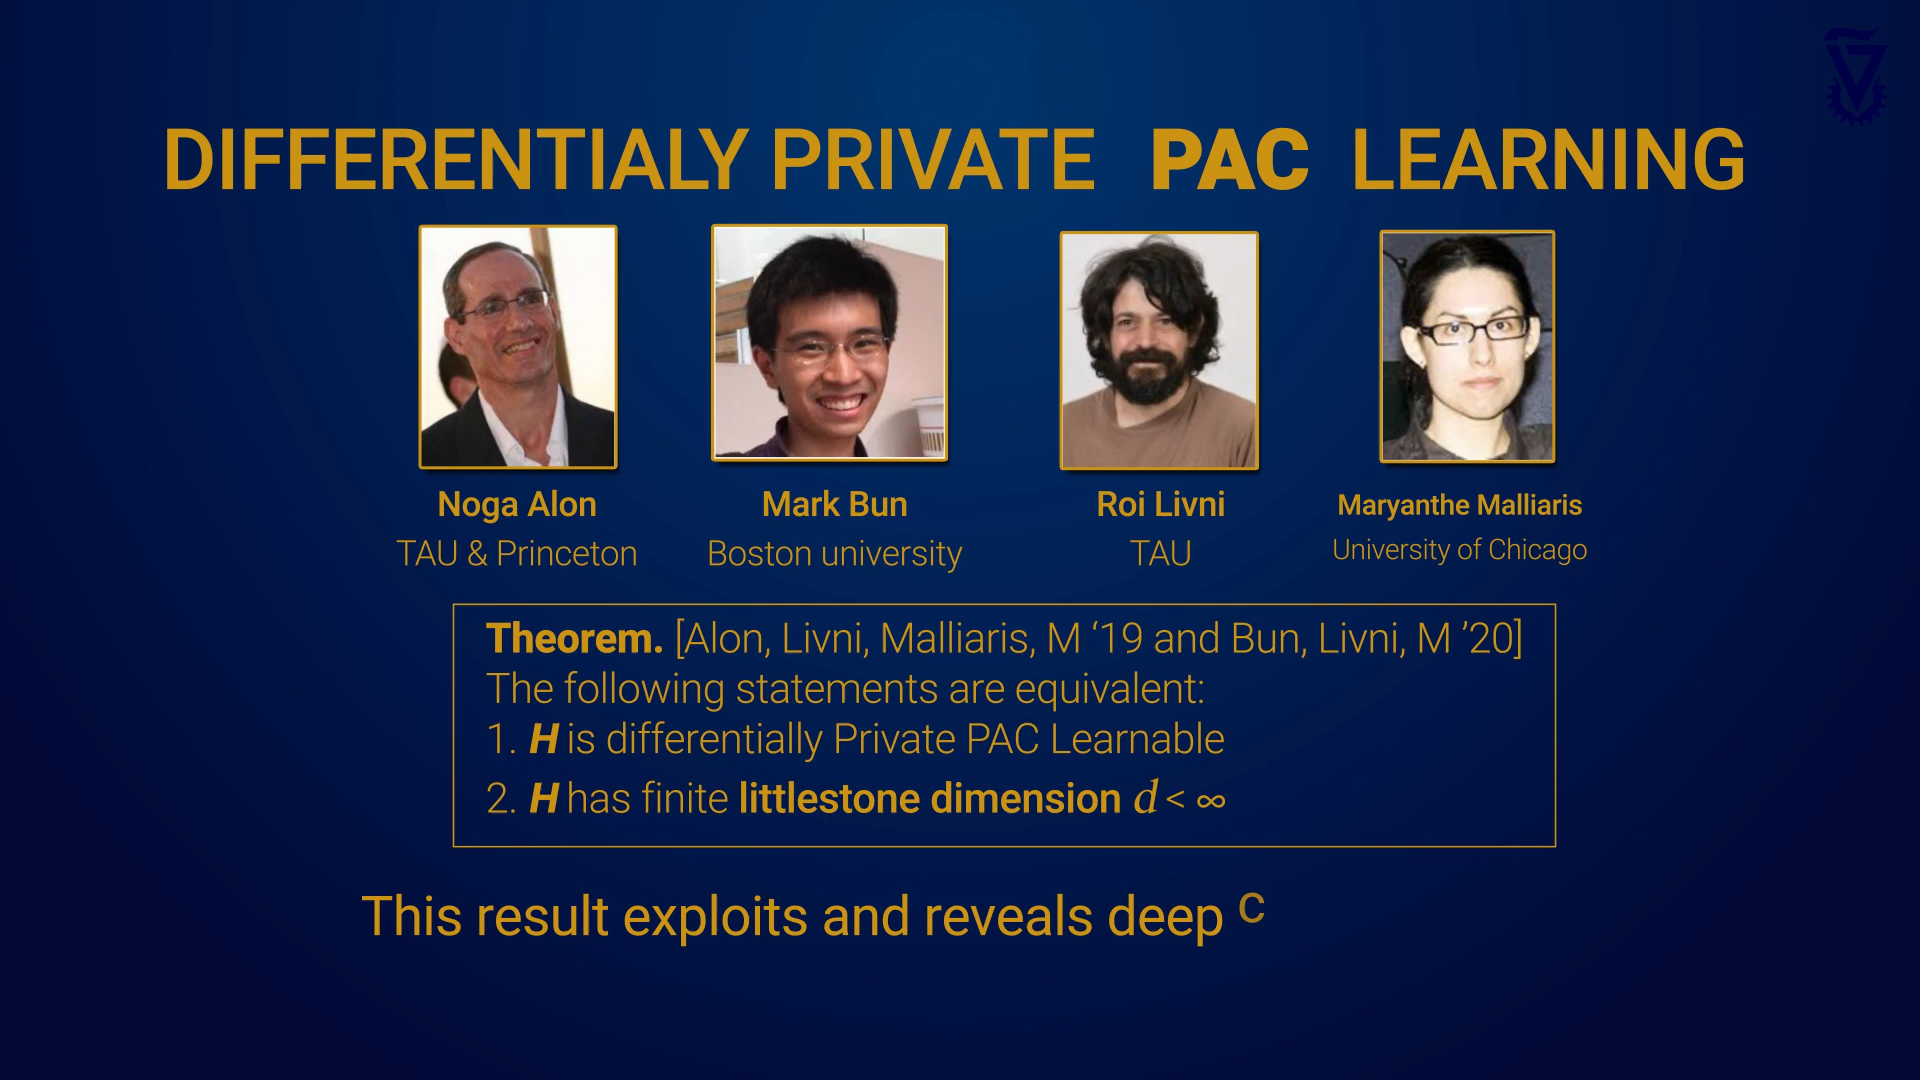 DIFFERENTIALY PRIVATE PAC LEARNING
Noga Alon
TAU & Princeton
Mark Bun
Boston university
Roi Livni
TAU
Maryanthe Malliaris
University of Chicago
Theorem. [Alon, Livni, Malliaris, M ‘19 and Bun, Livni, M ’20]
The following statements are equivalent:
1. H is differentially Private PAC Learnable
2. H has finite littlestone dimension d < ∞
This result exploits and reveals deep C